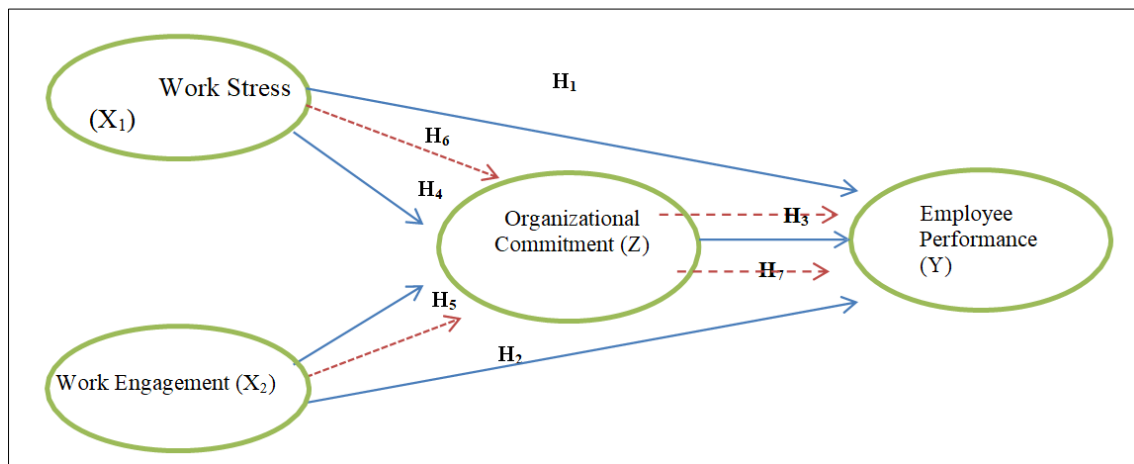 H₁
Work Stress
(X₁)
H₆
H₄
Organizational
Commitment (Z)
H₃
Employee
Performance
(Y)
H₇
H₅
H₂
Work Engagement (X₂)